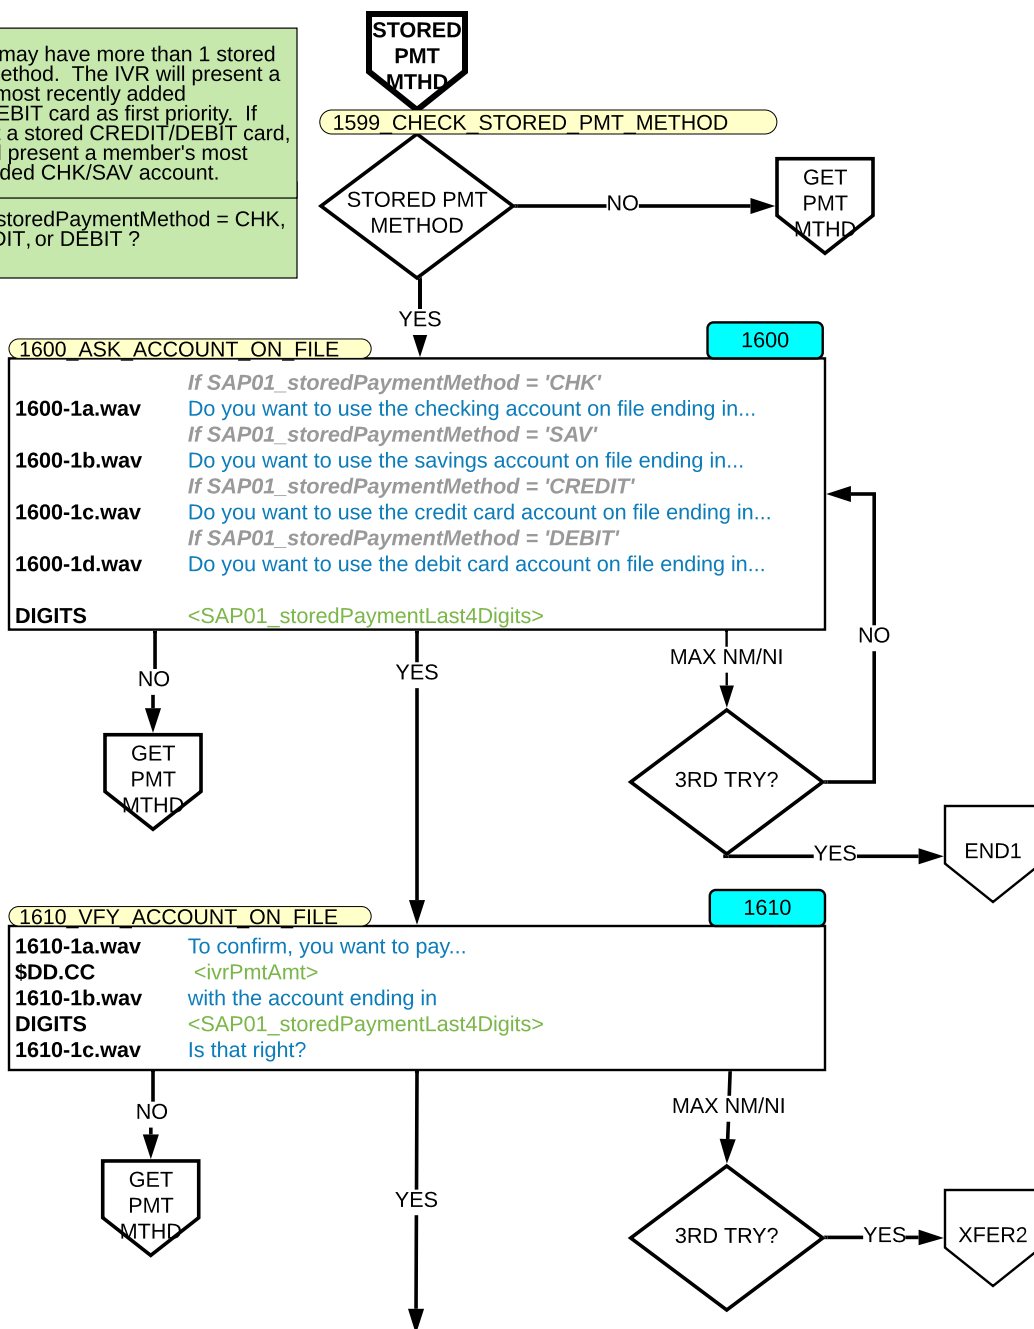 STORED
PMT
MTHD
may have more than 1 stored
ethod. The IVR will present a
most recently added
EBIT card as first priority. If
t a stored CREDIT/DEBIT card,
l present a member's most
ded CHK/SAV account.
storedPaymentMethod = CHK,
DIT, or DEBIT ?
1599_CHECK_STORED_PMT_METHOD
STORED PMT
METHOD
NO
GET
PMT
MTHD
YES
1600_ASK_ACCOUNT_ON_FILE
1600
If SAP01_storedPaymentMethod = 'CHK'
1600-1a.wav Do you want to use the checking account on file ending in...
If SAP01_storedPaymentMethod = 'SAV'
1600-1b.wav Do you want to use the savings account on file ending in...
If SAP01_storedPaymentMethod = 'CREDIT'
1600-1c.wav Do you want to use the credit card account on file ending in...
If SAP01_storedPaymentMethod = 'DEBIT'
1600-1d.wav Do you want to use the debit card account on file ending in...
DIGITS <SAP01_storedPaymentLast4Digits>
NO
YES
MAX NM/NI
NO
GET
PMT
MTHD
3RD TRY?
YES
END1
1610_VFY_ACCOUNT_ON_FILE
1610
1610-1a.wav To confirm, you want to pay...
$DD.CC <ivrPmtAmt>
1610-1b.wav with the account ending in
DIGITS <SAP01_storedPaymentLast4Digits>
1610-1c.wav Is that right?
NO
YES
MAX NM/NI
GET
PMT
MTHD
3RD TRY?
YES
XFER2